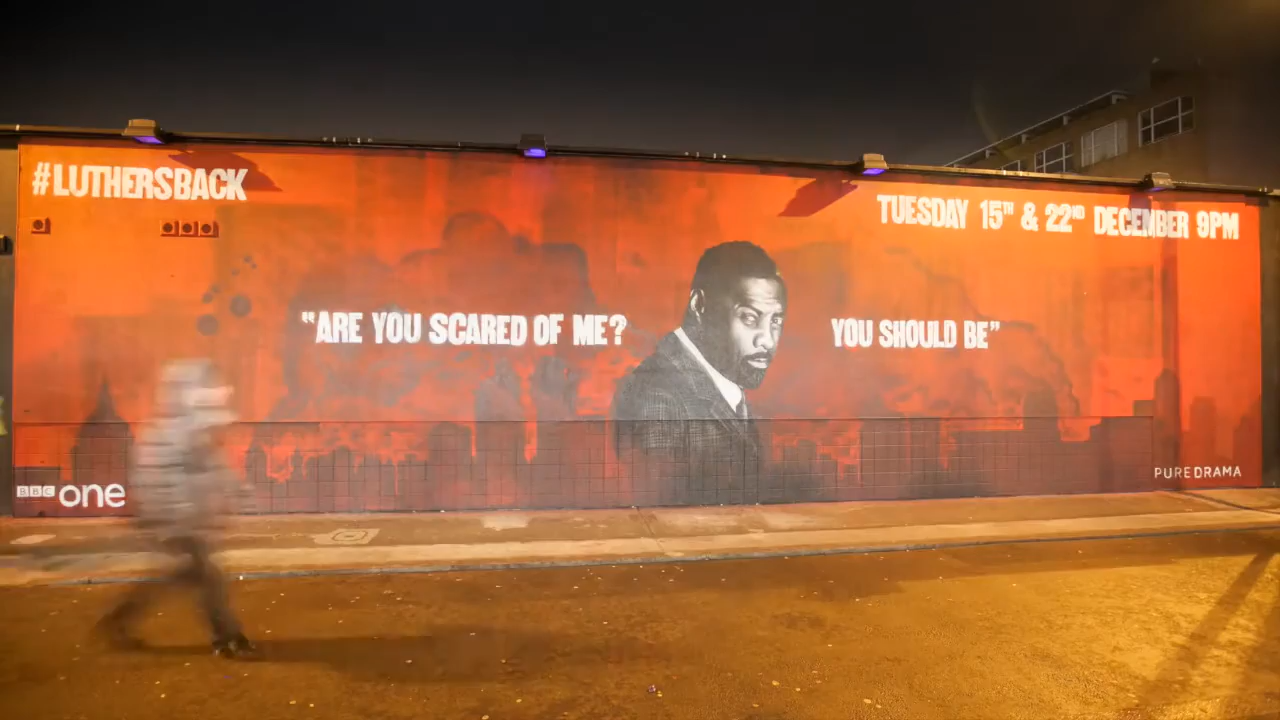 #LUTHERSBACK
TUESDAY 15TH & 22ND DECEMBER 9PM
"ARE YOU SCARED OF ME?
YOU SHOULD BE"
BBC one
PUREDRAMA